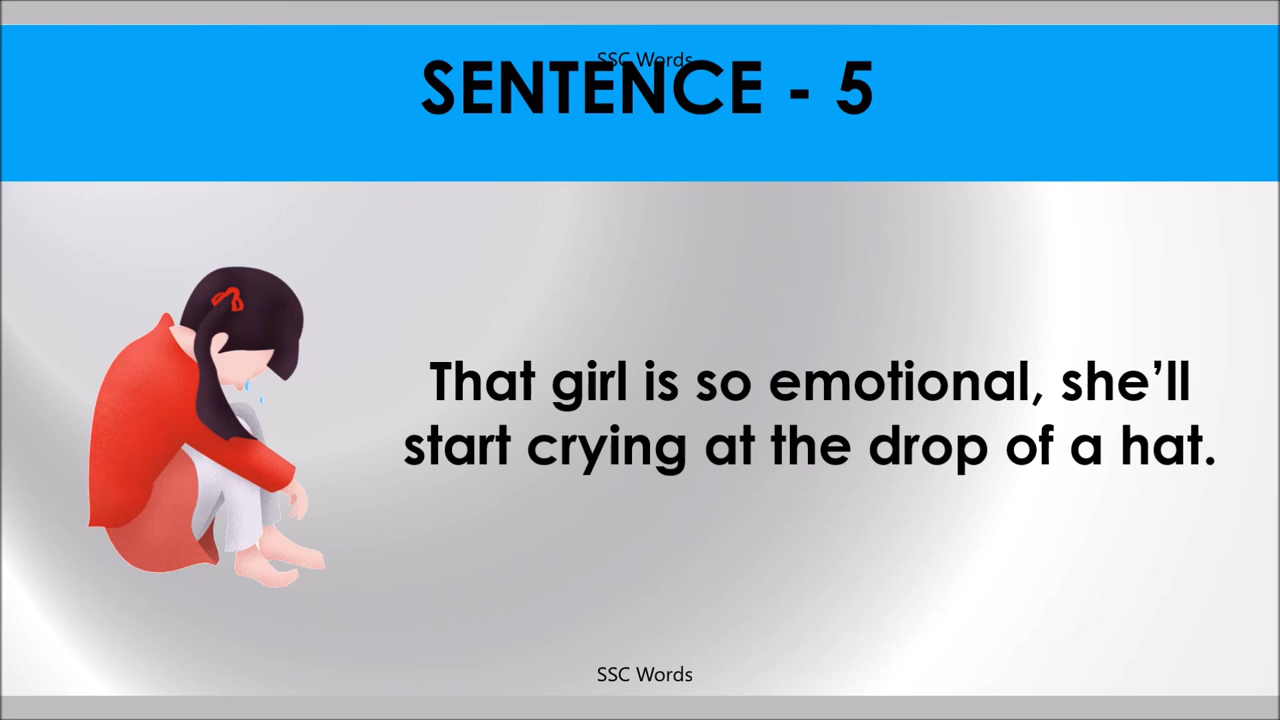 SSC Words
SENTENCE - 5
That girl is so emotional, she’ll
start crying at the drop of a hat.
SSC Words